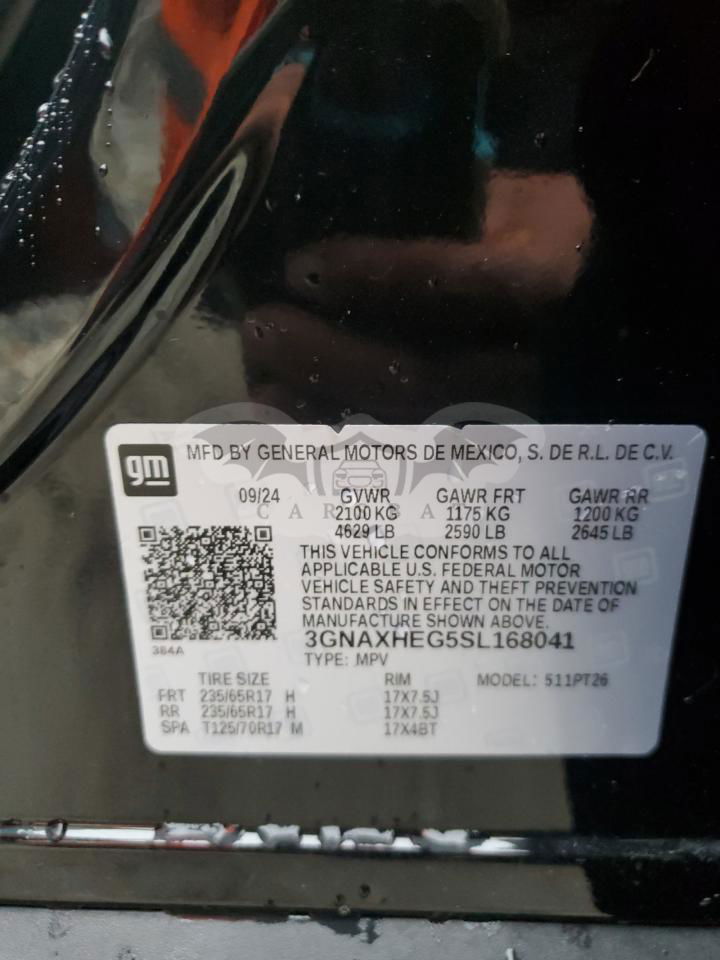 gm
MFD BY GENERAL MOTORS DE MEXICO, S. DE R.L. DE C.V.
09/24 GVWR GAWR FRT GAWR RR
2100 KG 1175 KG 1200 KG
4629 LB 2590 LB 2645 LB
THIS VEHICLE CONFORMS TO ALL
APPLICABLE U.S. FEDERAL MOTOR
VEHICLE SAFETY AND THEFT PREVENTION
STANDARDS IN EFFECT ON THE DATE OF
MANUFACTURE SHOWN ABOVE.
384A
3GNAXHEG5SL168041
TYPE: MPV
TIRE SIZE RIM MODEL: 511PT26
FRT 235/65R17 H 17X7.5J
RR 235/65R17 H 17X7.5J
SPA T125/70R17 M 17X4BT